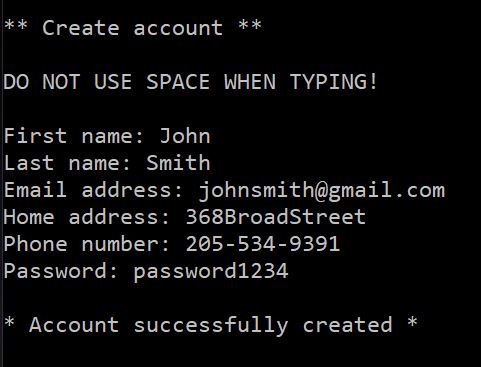 ** Create account **
DO NOT USE SPACE WHEN TYPING!
First name: John
Last name: Smith
Email address: johnsmith@gmail.com
Home address: 368BroadStreet
Phone number: 205-534-9391
Password: password1234
* Account successfully created *